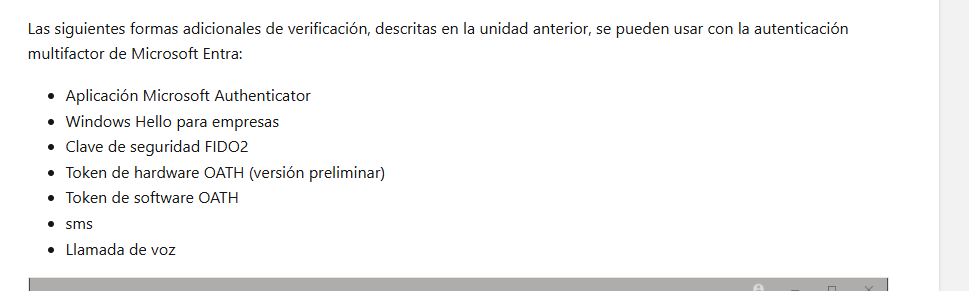 Las siguientes formas adicionales de verificación, descritas en la unidad anterior, se pueden usar con la autenticación
multifactor de Microsoft Entra:
• Aplicación Microsoft Authenticator
• Windows Hello para empresas
• Clave de seguridad FIDO2
• Token de hardware OATH (versión preliminar)
• Token de software OATH
• sms
• Llamada de voz